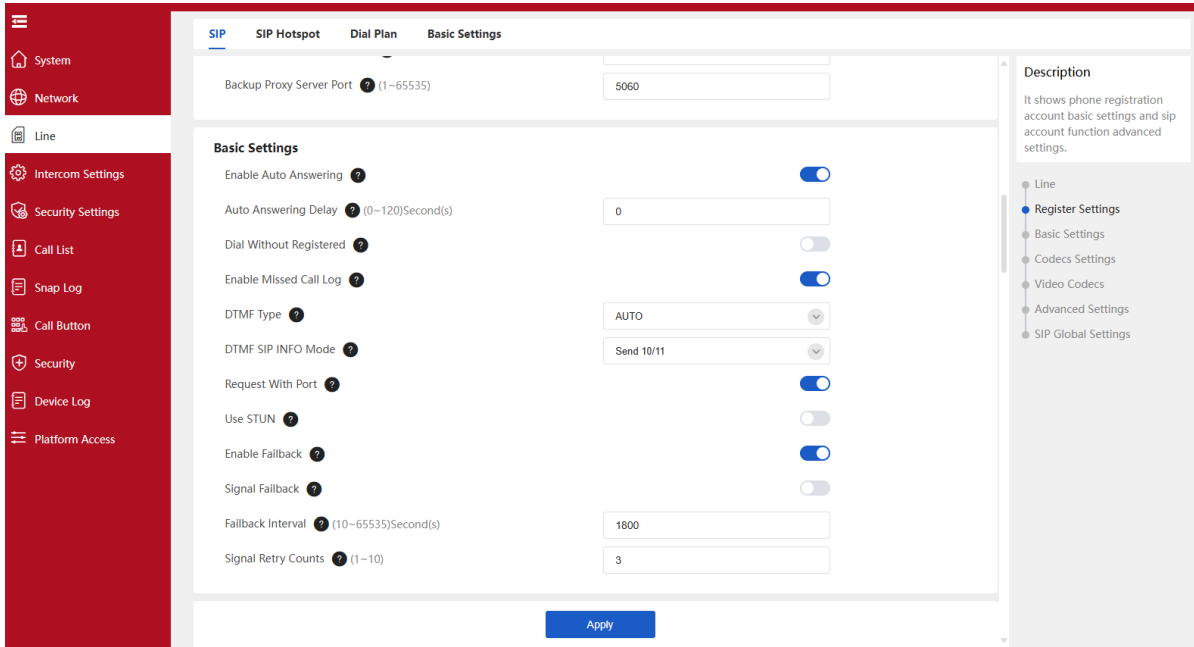 SIP SIP Hotspot Dial Plan Basic Settings
System
Network
Line
Intercom Settings
Security Settings
Call List
Snap Log
Call Button
Security
Device Log
Platform Access
Backup Proxy Server Port ? (1~65535) 5060
Basic Settings
Enable Auto Answering ?
Auto Answering Delay ? (0~120)Second(s) 0
Dial Without Registered ?
Enable Missed Call Log ?
DTMF Type ? AUTO
DTMF SIP INFO Mode ? Send 10/11
Request With Port ?
Use STUN ?
Enable Failback ?
Signal Failback ?
Failback Interval ? (10~65535)Second(s) 1800
Signal Retry Counts ? (1~10) 3
Apply
Description
It shows phone registration
account basic settings and sip
account function advanced
settings.
Line
Register Settings
Basic Settings
Codecs Settings
Video Codecs
Advanced Settings
SIP Global Settings